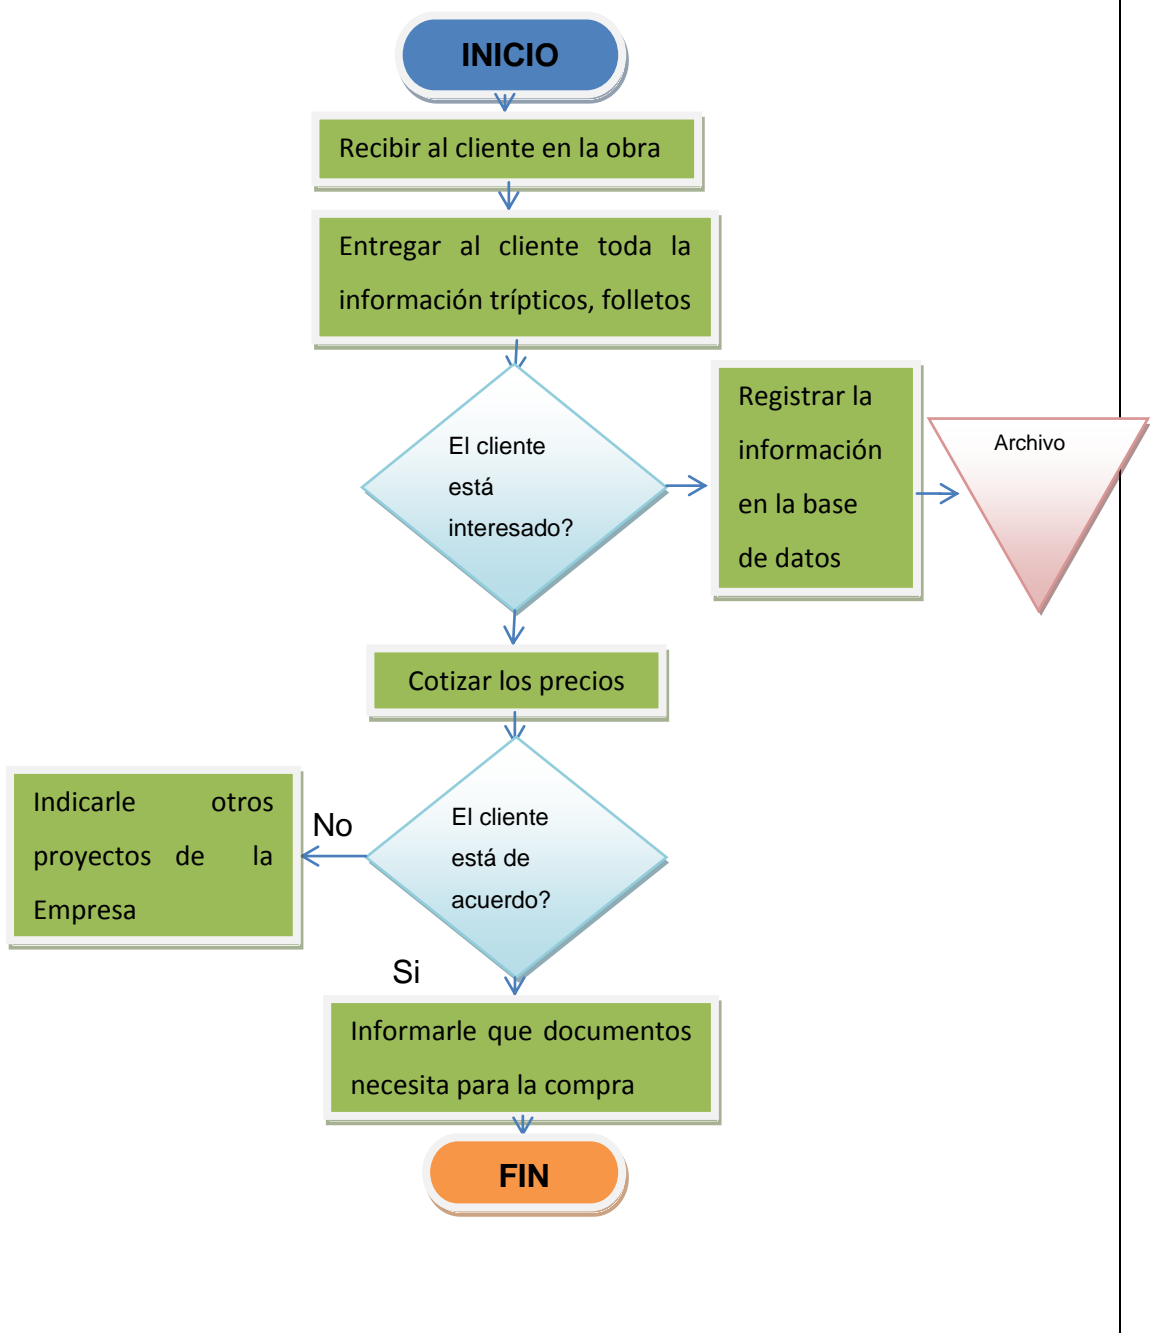 INICIO
Recibir al cliente en la obra
Entregar al cliente toda la
información trípticos, folletos
El cliente
está
interesado?
Registrar la
información
en la base
de datos
Archivo
Cotizar los precios
El cliente
está de
acuerdo?
No
Indicarle otros
proyectos de la
Empresa
Si
Informarle que documentos
necesita para la compra
FIN